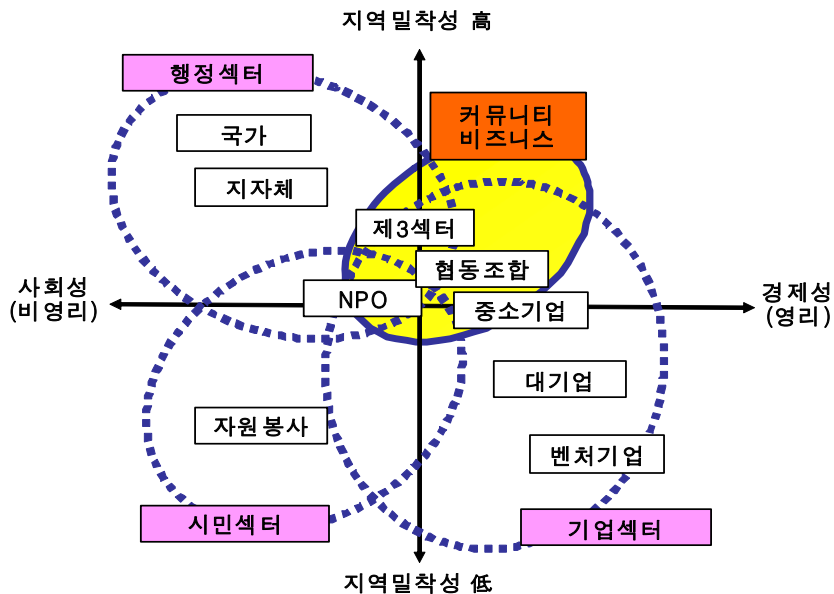 지역밀착성 高
행정섹터
커뮤니티
비즈니스
국가
지자체
제3섹터
협동조합
사회성
(비영리)
NPO
중소기업
경제성
(영리)
대기업
자원봉사
벤처기업
시민섹터
기업섹터
지역밀착성 低